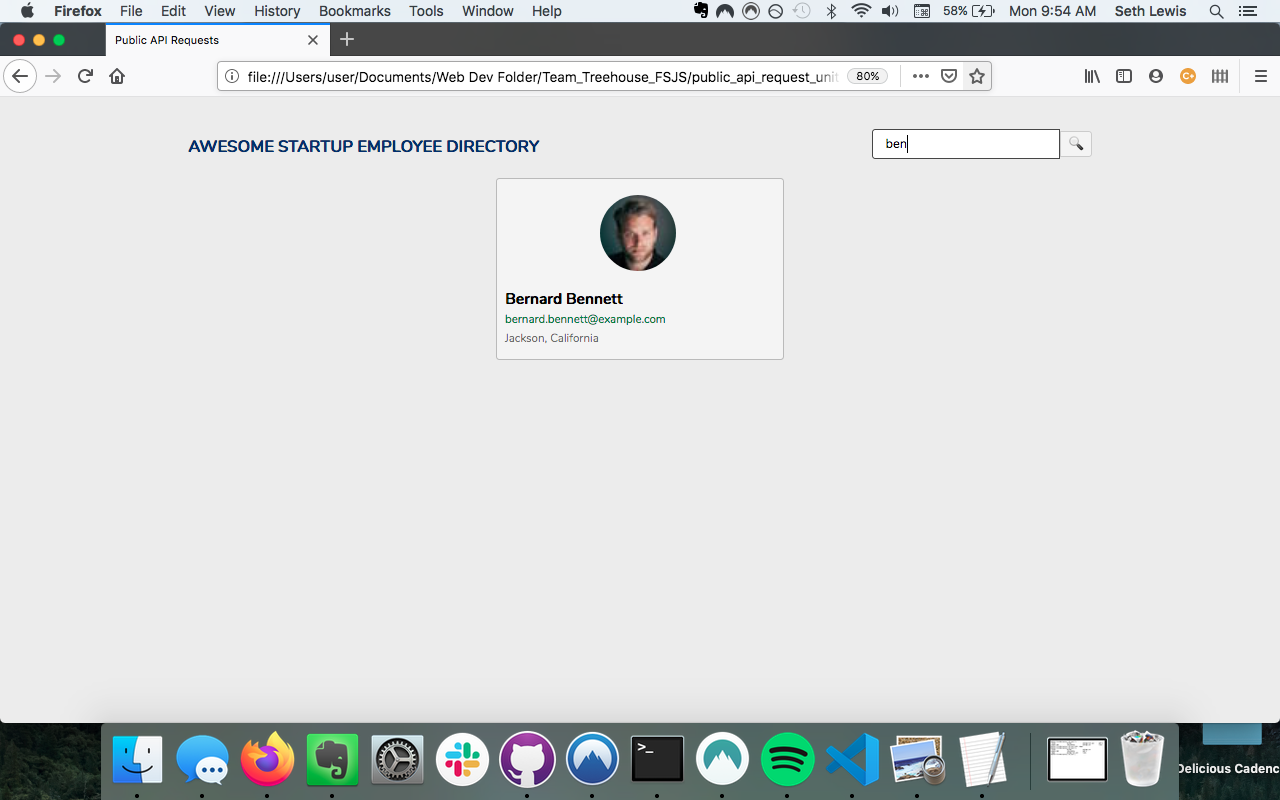 Firefox File Edit View History Bookmarks Tools Window Help 58% Mon 9:54 AM Seth Lewis
Public API Requests
file:///Users/user/Documents/Web Dev Folder/Team_Treehouse_FSJS/public_api_request_unit 80%
C+
AWESOME STARTUP EMPLOYEE DIRECTORY
ben
Bernard Bennett
bernard.bennett@example.com
Jackson, California
>_
Delicious Cadenc